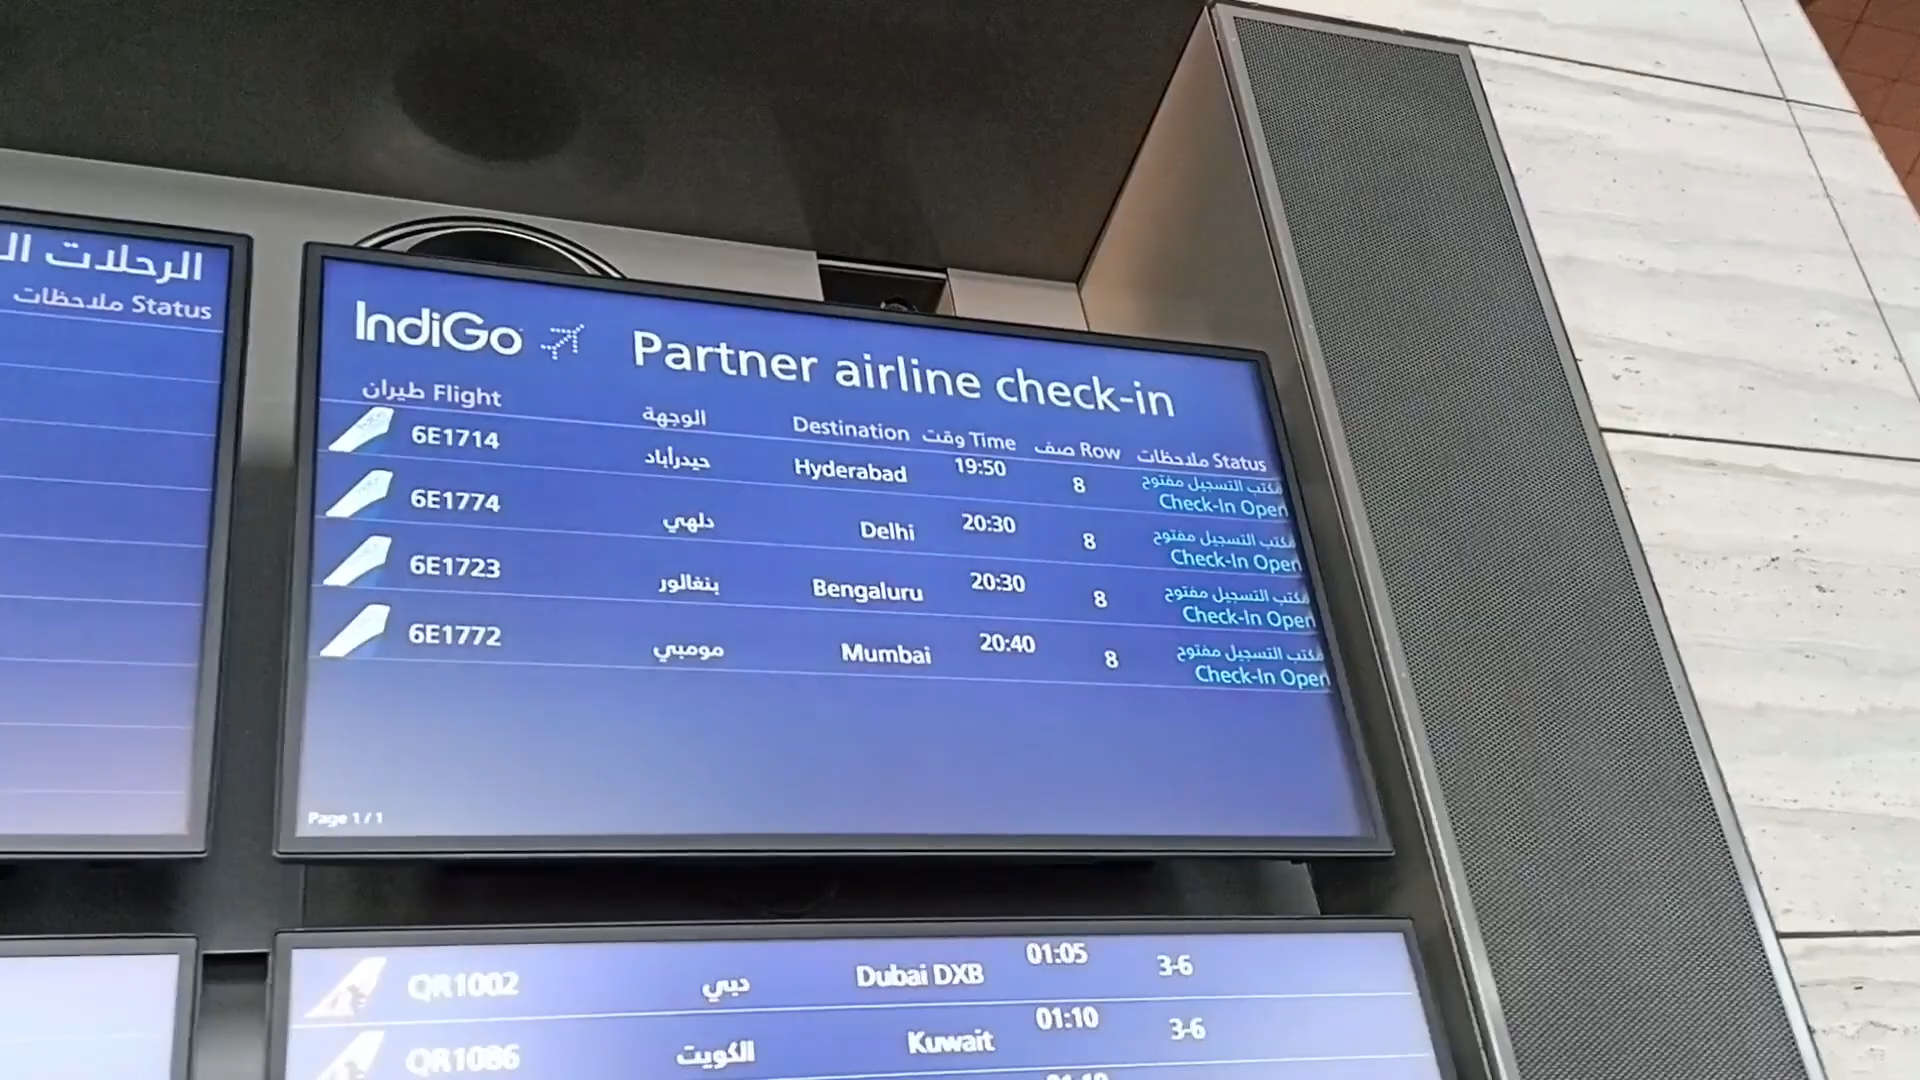 الرحلات ال
ملاحظات Status
IndiGo Partner airline check-in
طيران Flight الوجهة Destination وقت Time صف Row ملاحظات Status
6E1714 حيدرأباد Hyderabad 19:50 8 مكتب التسجيل مفتوح
Check-In Open
6E1774 دلهي Delhi 20:30 8 مكتب التسجيل مفتوح
Check-In Open
6E1723 بنغالور Bengaluru 20:30 8 مكتب التسجيل مفتوح
Check-In Open
6E1772 مومبي Mumbai 20:40 8 مكتب التسجيل مفتوح
Check-In Open
Page 1 / 1
QR1002 دبي Dubai DXB 01:05 3-6
QR1086 الكويت Kuwait 01:10 3-6